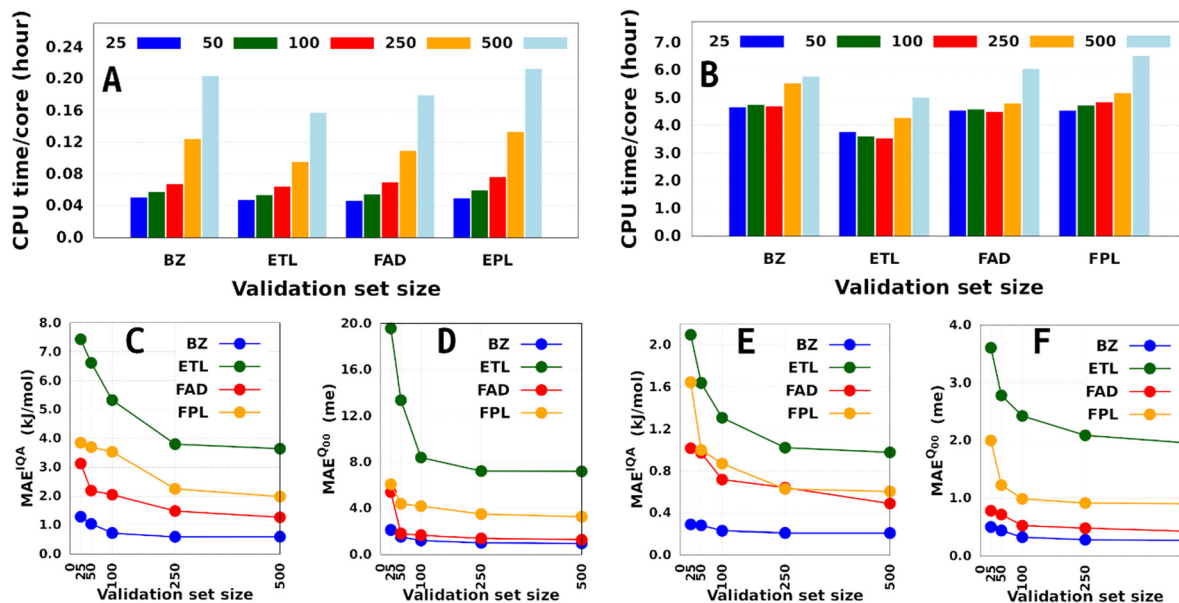 A
CPU time/core (hour)
25 50 100 250 500
0.24
0.20
0.16
0.12
0.08
0.04
0.0
BZ ETL FAD EPL
Validation set size
B
CPU time/core (hour)
25 50 100 250 500
7.0
6.0
5.0
4.0
3.0
2.0
1.0
0.0
BZ ETL FAD FPL
Validation set size
C
MAE^IQA (kJ/mol)
8.0
7.0
6.0
5.0
4.0
3.0
2.0
1.0
0.0
BZ
ETL
FAD
FPL
0 25 50 100 250 500
Validation set size
D
MAE^Q00 (me)
20.0
16.0
12.0
8.0
4.0
0.0
BZ
ETL
FAD
FPL
0 25 50 100 250 500
Validation set size
E
MAE^IQA (kJ/mol)
2.0
1.6
1.2
0.8
0.4
0.0
BZ
ETL
FAD
FPL
0 25 50 100 250 500
Validation set size
F
MAE^Q00 (me)
4.0
3.0
2.0
1.0
0.0
BZ
ETL
FAD
FPL
0 25 50 100 250
Validation set size